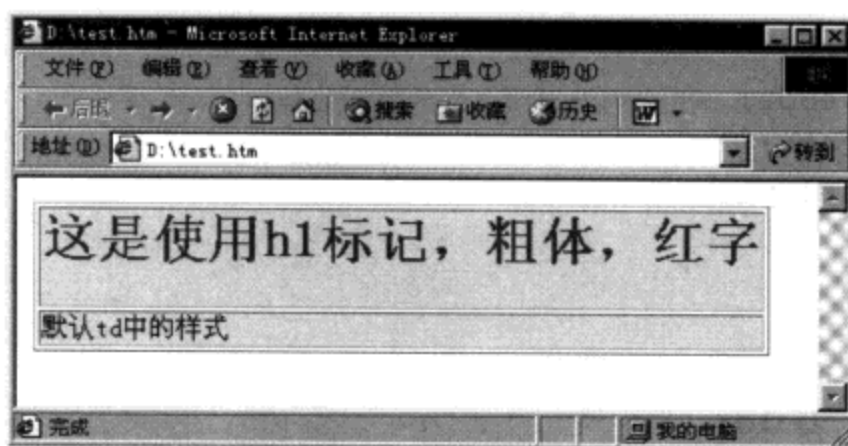 D:\test.htm - Microsoft Internet Explorer
文件(F) 编辑(E) 查看(V) 收藏(A) 工具(T) 帮助(H)
后退 搜索 收藏 历史
地址(D) D:\test.htm 转到
这是使用h1标记，粗体，红字
默认td中的样式
完成 我的电脑